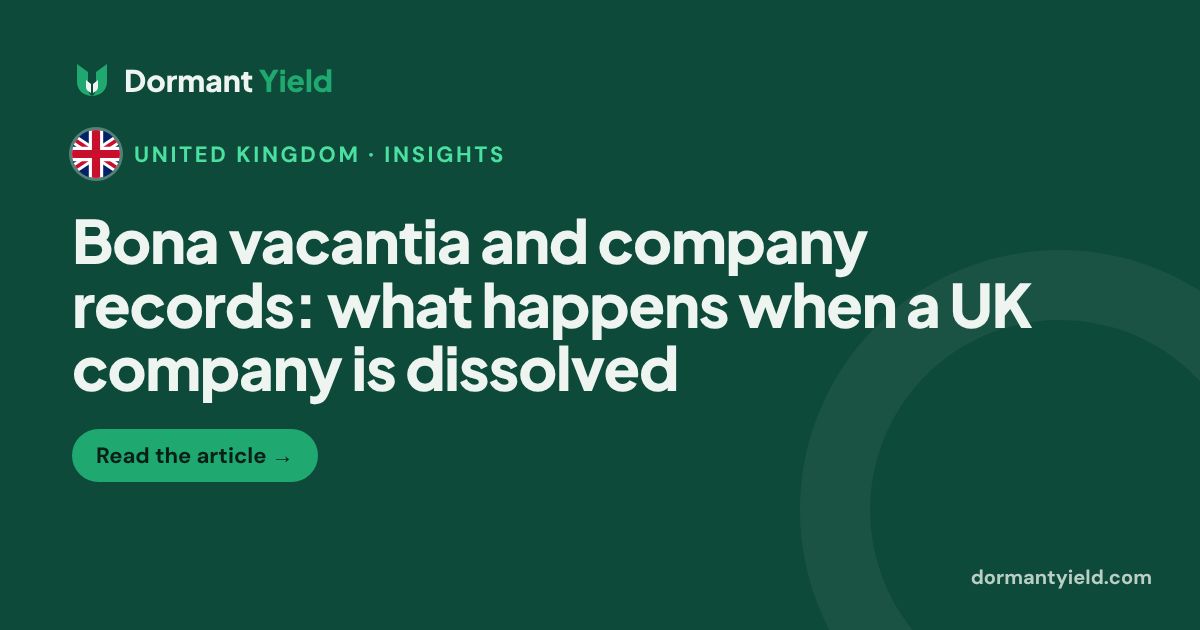 Dormant Yield
UNITED KINGDOM · INSIGHTS
Bona vacantia and company
records: what happens when a UK
company is dissolved
Read the article →
dormantyield.com